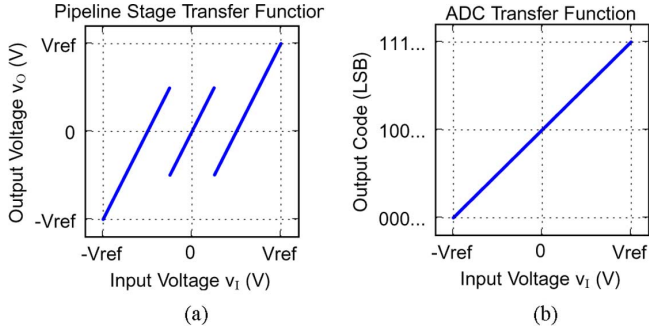 Pipeline Stage Transfer Function
Output Voltage vO (V)
Vref
0
-Vref
-Vref 0 Vref
Input Voltage vI (V)
(a)
ADC Transfer Function
Output Code (LSB)
111...
100...
000...
-Vref 0 Vref
Input Voltage vI (V)
(b)